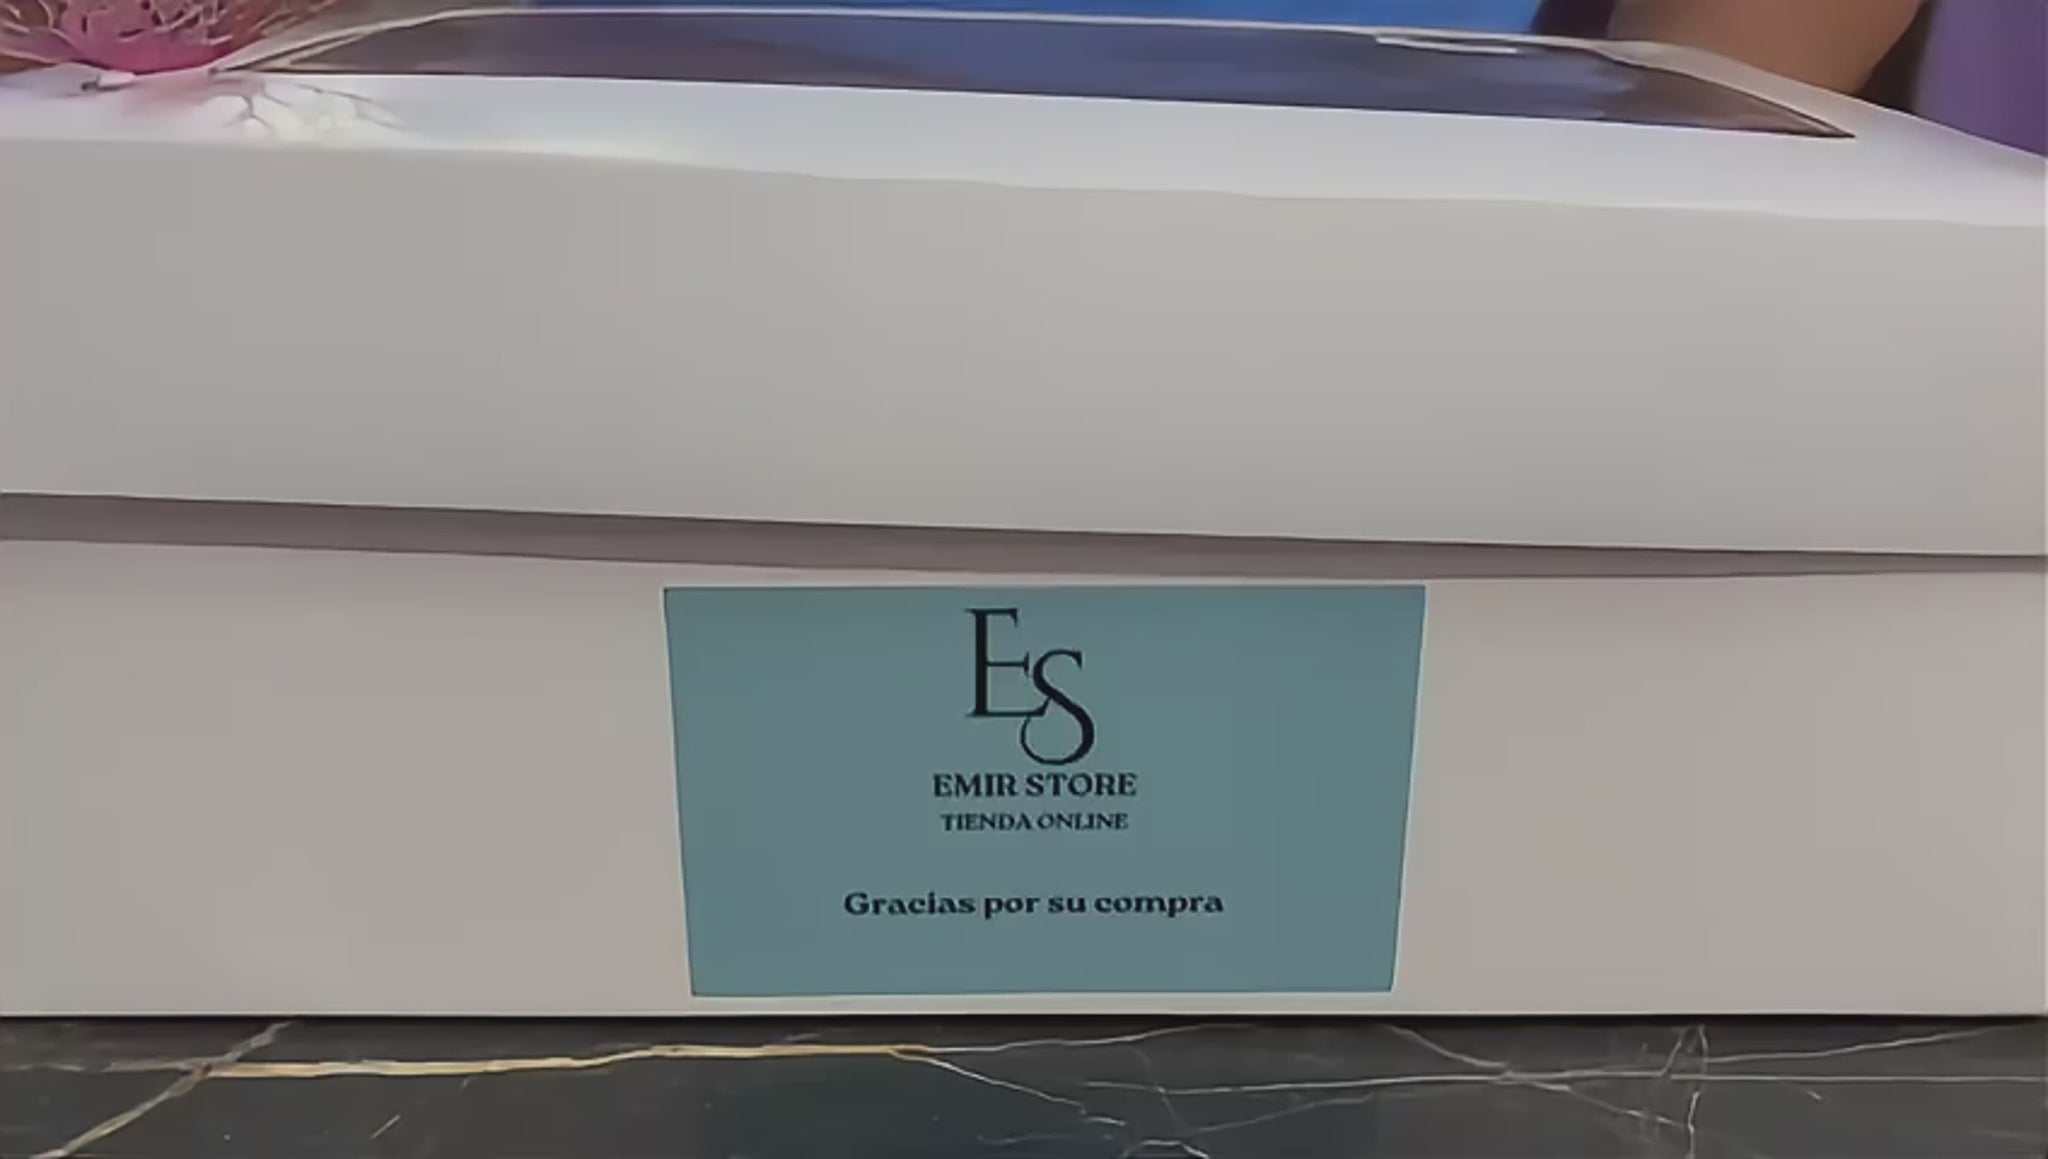 ES
EMIR STORE
TIENDA ONLINE
Gracias por su compra